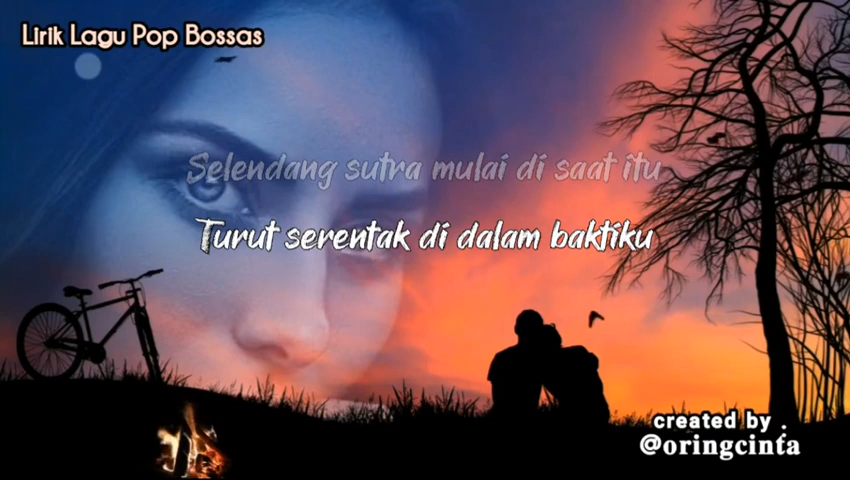 Lirik Lagu Pop Bossas
Selendang sutra mulai di saat itu
Turut serentak di dalam baktiku
created by .
@oringcinta